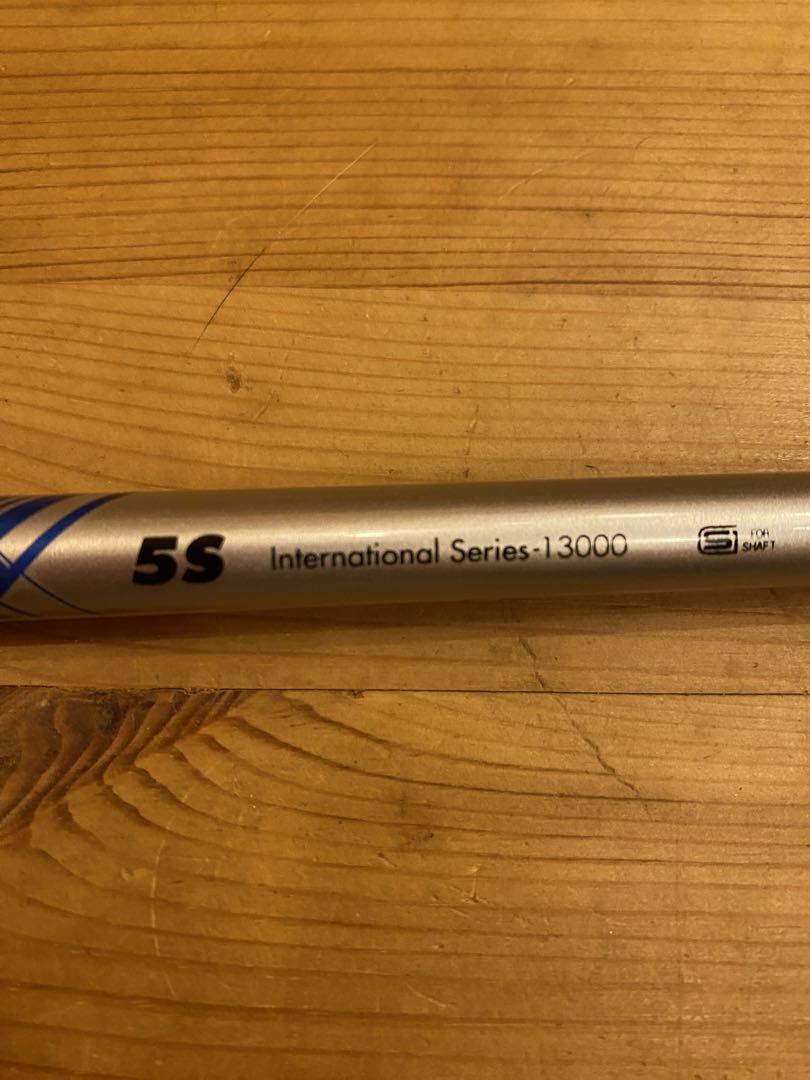 5S International Series-13000
FOR
SHAFT